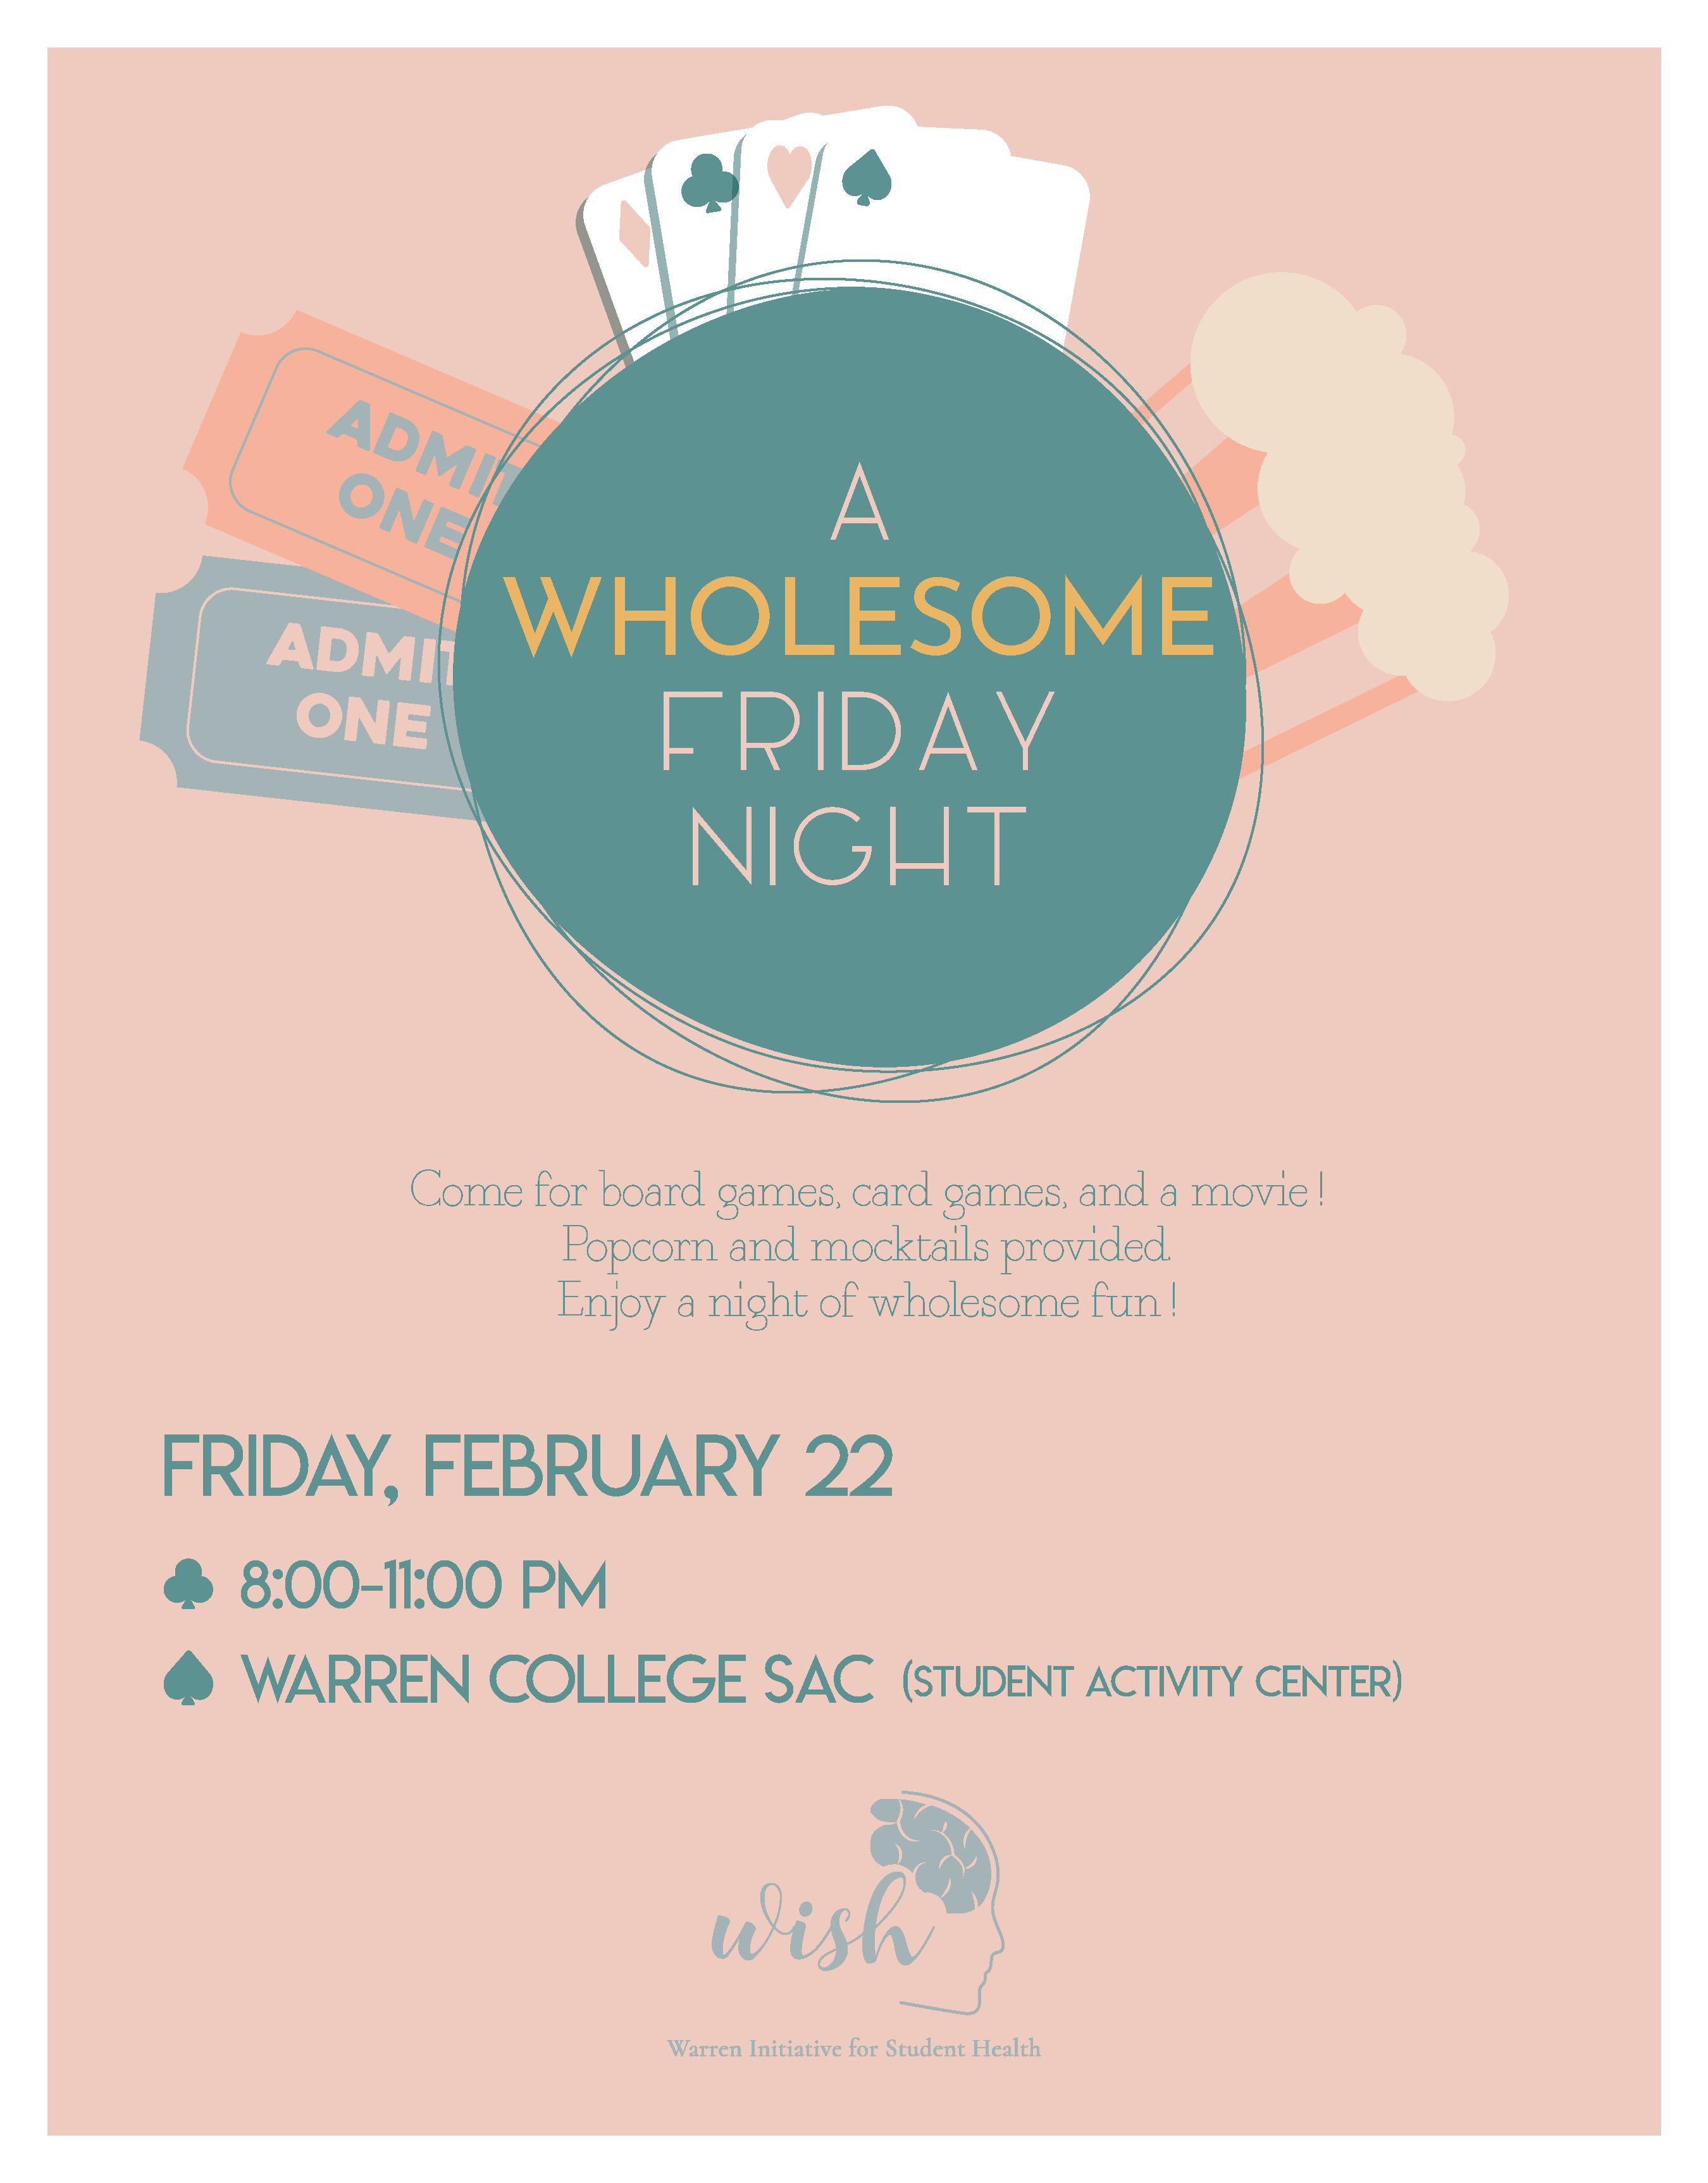 ADMIT
ONE
ADMIT
ONE
A
WHOLESOME
FRIDAY
NIGHT
Come for board games, card games, and a movie !
Popcorn and mocktails provided.
Enjoy a night of wholesome fun !
FRIDAY, FEBRUARY 22
8:00-11:00 PM
WARREN COLLEGE SAC (STUDENT ACTIVITY CENTER)
wish
Warren Initiative for Student Health